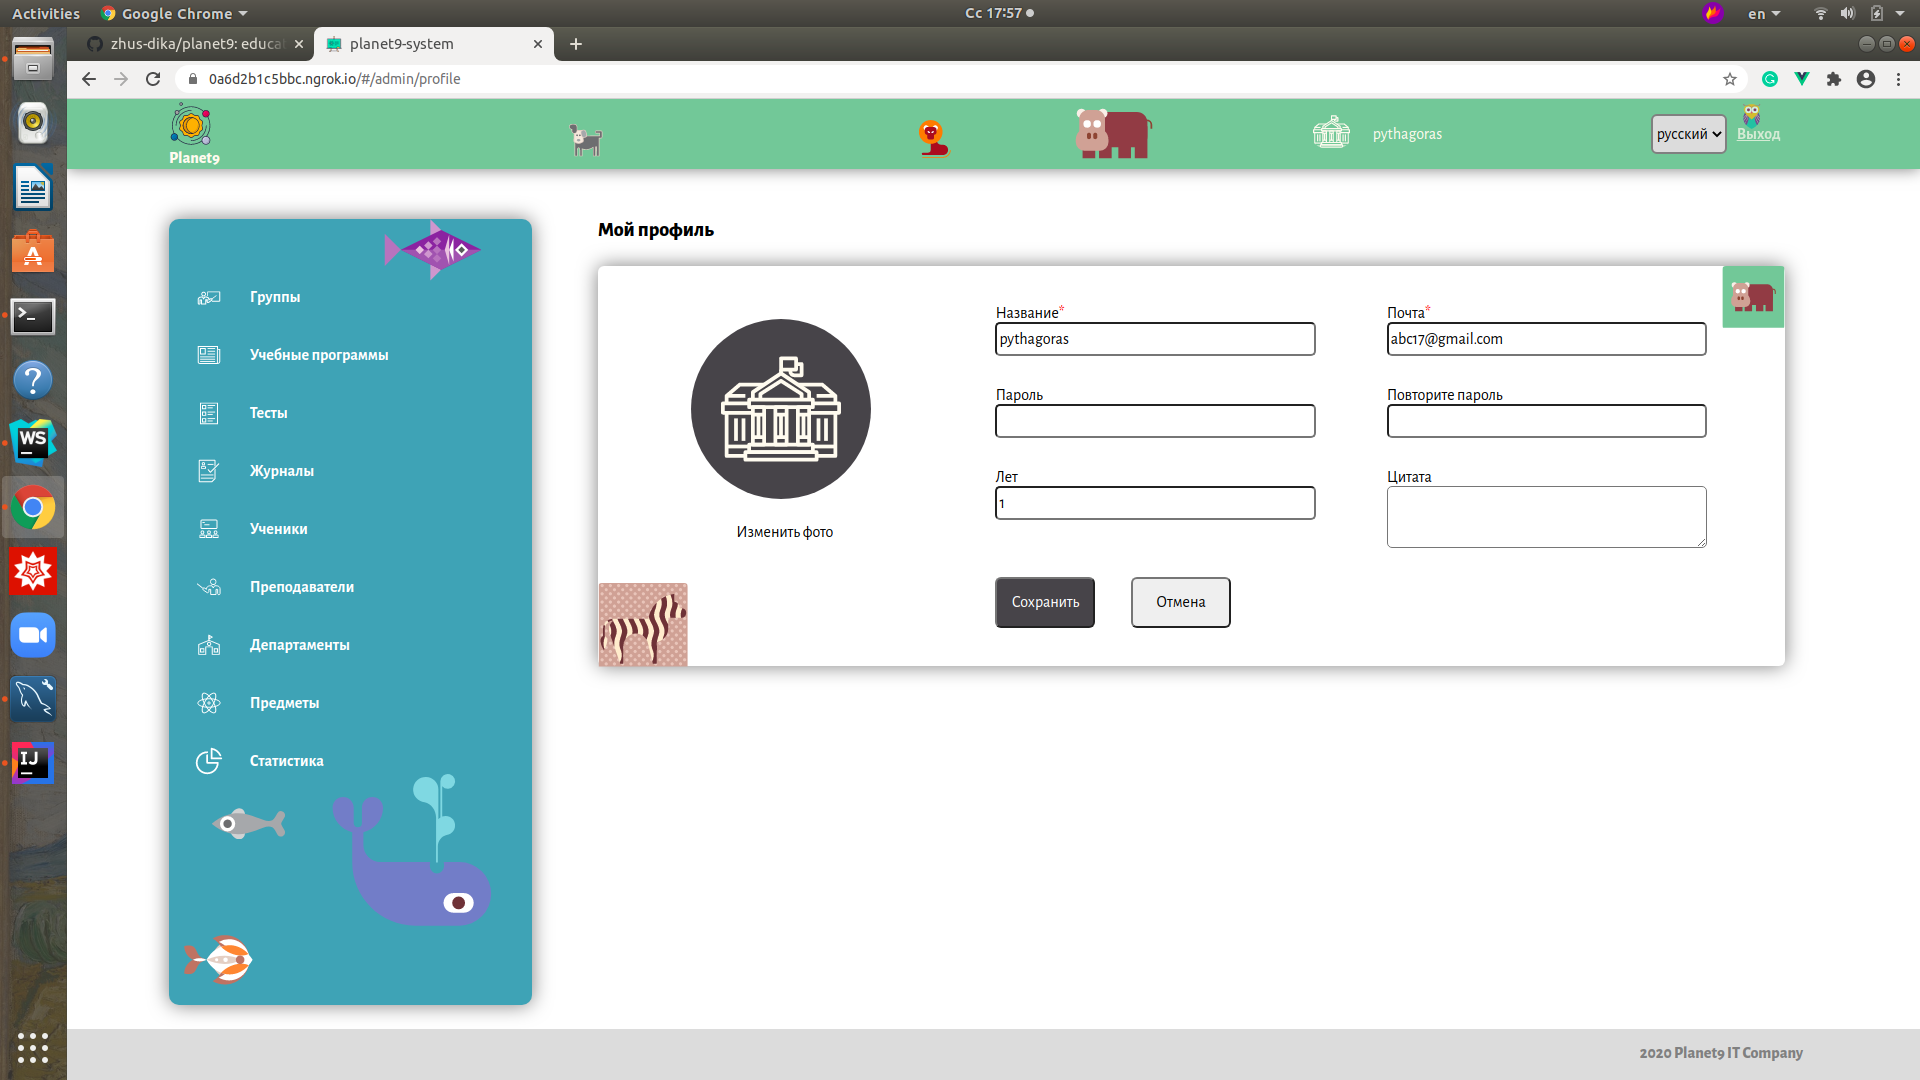 Activities
Google Chrome
Сс 17:57
en
zhus-dika/planet9: educat
planet9-system
0a6d2b1c5bbc.ngrok.io/#/admin/profile
Planet9
pythagoras
русский
Выход
Группы
Учебные программы
Тесты
Журналы
Ученики
Преподаватели
Департаменты
Предметы
Статистика
Мой профиль
Изменить фото
Название*
pythagoras
Почта*
abc17@gmail.com
Пароль
Повторите пароль
Лет
1
Цитата
Сохранить
Отмена
WS
IJ
2020 Planet9 IT Company